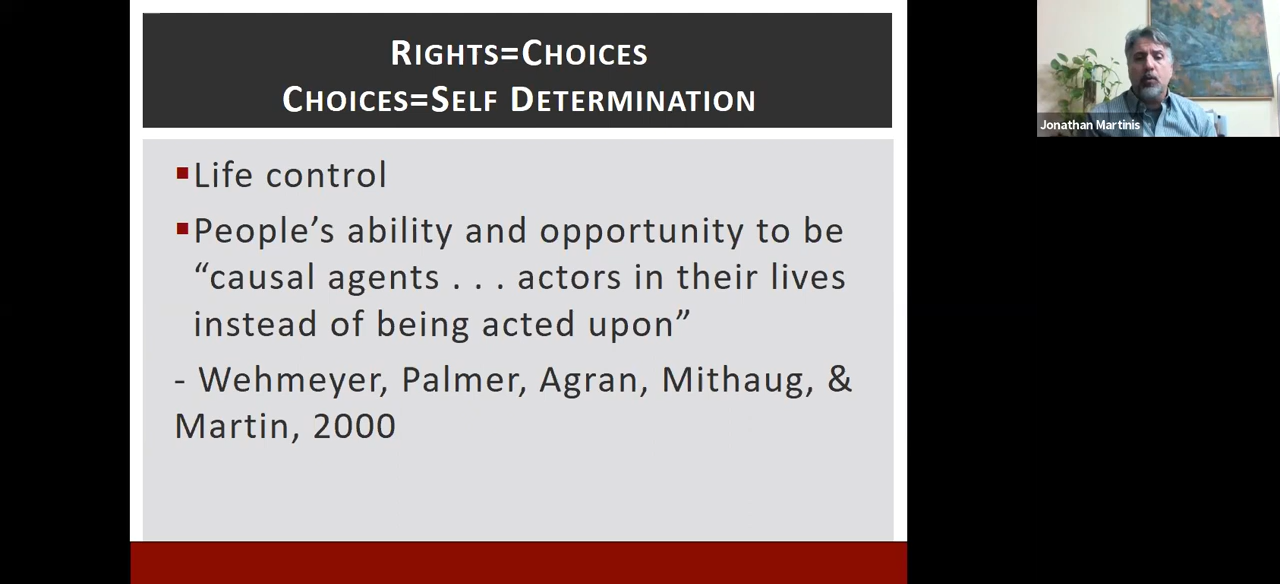 RIGHTS=CHOICES
CHOICES=SELF DETERMINATION
▪Life control
▪People’s ability and opportunity to be
“causal agents . . . actors in their lives
instead of being acted upon”
- Wehmeyer, Palmer, Agran, Mithaug, &
Martin, 2000
Jonathan Martinis